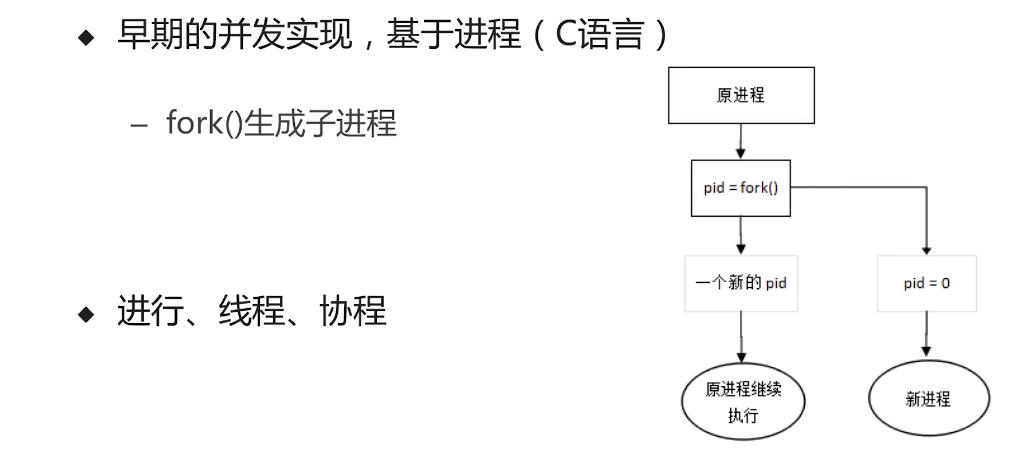 早期的并发实现，基于进程（C语言）
– fork()生成子进程
进行、线程、协程
原进程
pid = fork()
一个新的 pid
pid = 0
原进程继续
执行
新进程